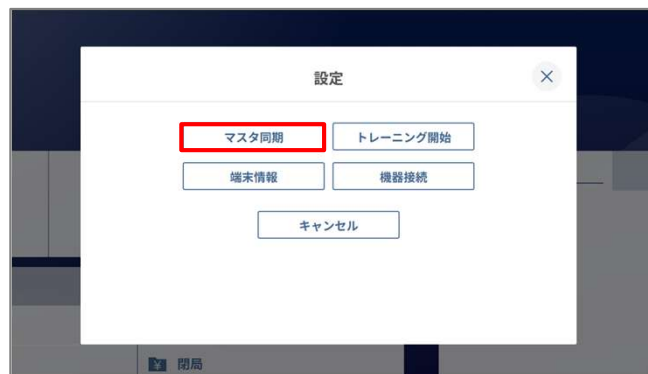 設定
マスタ同期 トレーニング開始
端末情報 機器接続
キャンセル
閉局